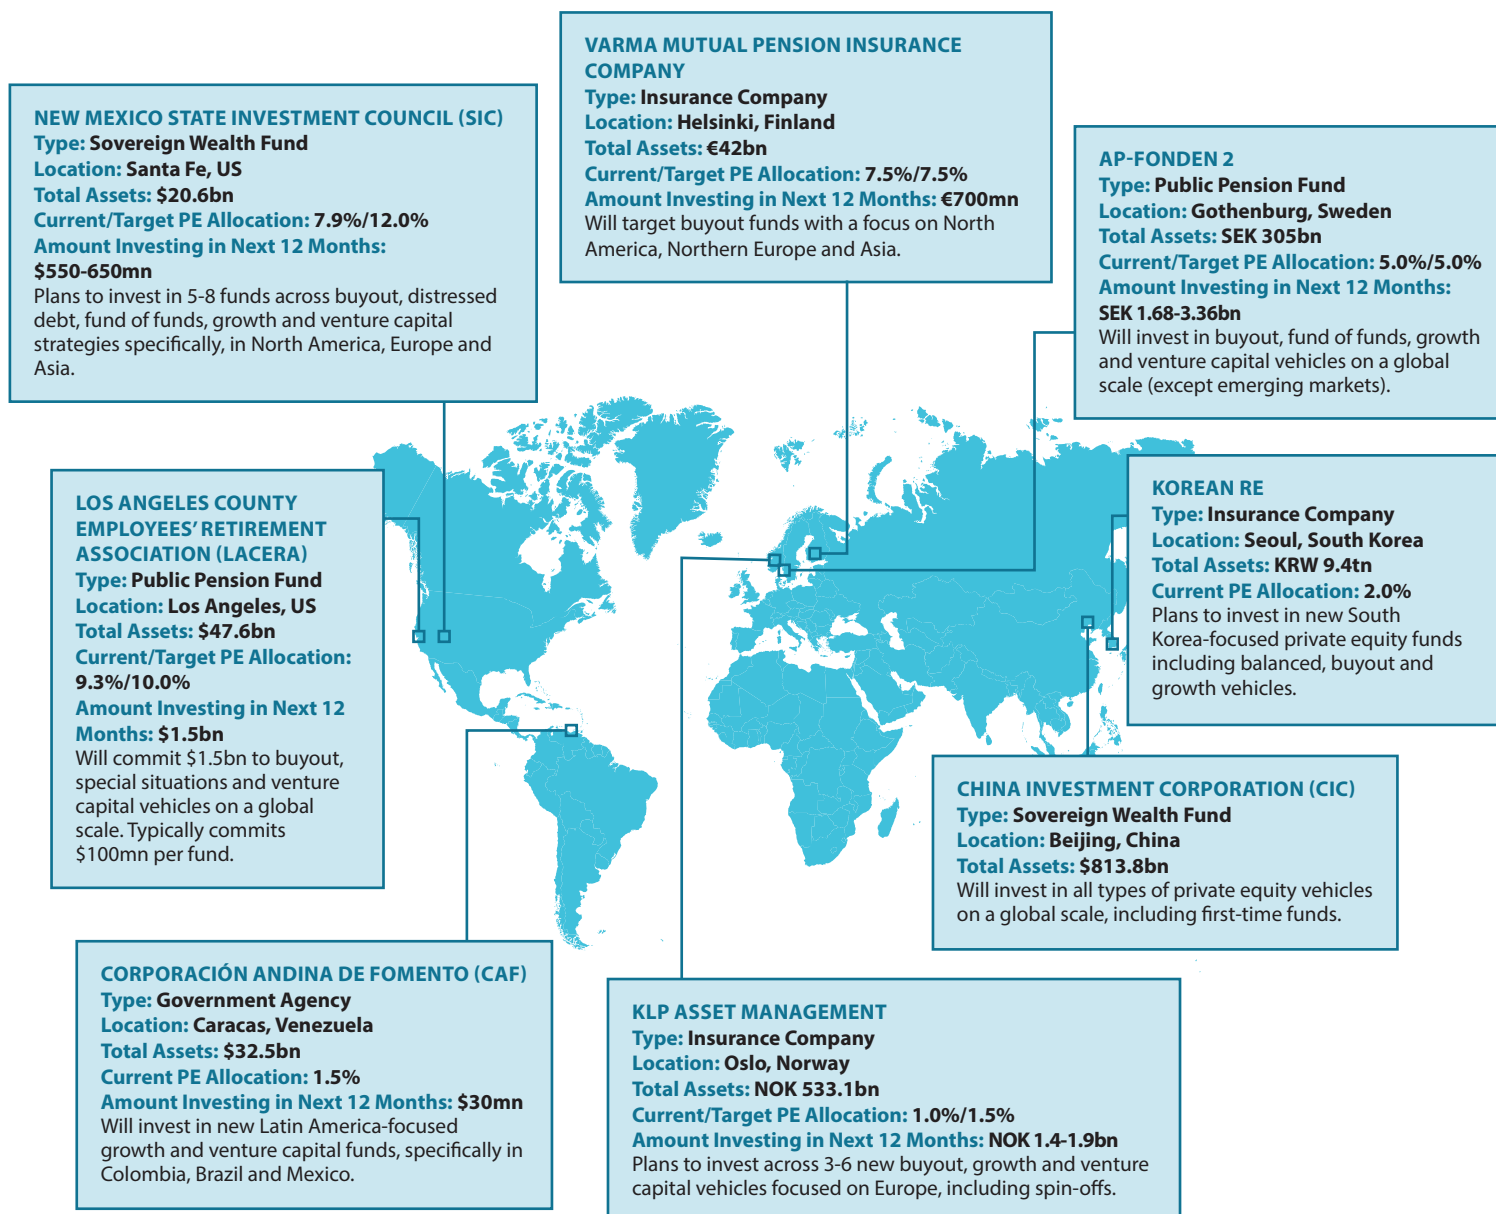 VARMA MUTUAL PENSION INSURANCE
COMPANY
Type: Insurance Company
Location: Helsinki, Finland
Total Assets: €42bn
Current/Target PE Allocation: 7.5%/7.5%
Amount Investing in Next 12 Months: €700mn
Will target buyout funds with a focus on North
America, Northern Europe and Asia.
NEW MEXICO STATE INVESTMENT COUNCIL (SIC)
Type: Sovereign Wealth Fund
Location: Santa Fe, US
Total Assets: $20.6bn
Current/Target PE Allocation: 7.9%/12.0%
Amount Investing in Next 12 Months:
$550-650mn
Plans to invest in 5-8 funds across buyout, distressed
debt, fund of funds, growth and venture capital
strategies specifically, in North America, Europe and
Asia.
AP-FONDEN 2
Type: Public Pension Fund
Location: Gothenburg, Sweden
Total Assets: SEK 305bn
Current/Target PE Allocation: 5.0%/5.0%
Amount Investing in Next 12 Months:
SEK 1.68-3.36bn
Will invest in buyout, fund of funds, growth
and venture capital vehicles on a global
scale (except emerging markets).
LOS ANGELES COUNTY
EMPLOYEES' RETIREMENT
ASSOCIATION (LACERA)
Type: Public Pension Fund
Location: Los Angeles, US
Total Assets: $47.6bn
Current/Target PE Allocation:
9.3%/10.0%
Amount Investing in Next 12
Months: $1.5bn
Will commit $1.5bn to buyout,
special situations and venture
capital vehicles on a global
scale. Typically commits
$100mn per fund.
KOREAN RE
Type: Insurance Company
Location: Seoul, South Korea
Total Assets: KRW 9.4tn
Current PE Allocation: 2.0%
Plans to invest in new South
Korea-focused private equity funds
including balanced, buyout and
growth vehicles.
CHINA INVESTMENT CORPORATION (CIC)
Type: Sovereign Wealth Fund
Location: Beijing, China
Total Assets: $813.8bn
Will invest in all types of private equity vehicles
on a global scale, including first-time funds.
CORPORACIÓN ANDINA DE FOMENTO (CAF)
Type: Government Agency
Location: Caracas, Venezuela
Total Assets: $32.5bn
Current PE Allocation: 1.5%
Amount Investing in Next 12 Months: $30mn
Will invest in new Latin America-focused
growth and venture capital funds, specifically in
Colombia, Brazil and Mexico.
KLP ASSET MANAGEMENT
Type: Insurance Company
Location: Oslo, Norway
Total Assets: NOK 533.1bn
Current/Target PE Allocation: 1.0%/1.5%
Amount Investing in Next 12 Months: NOK 1.4-1.9bn
Plans to invest across 3-6 new buyout, growth and venture
capital vehicles focused on Europe, including spin-offs.